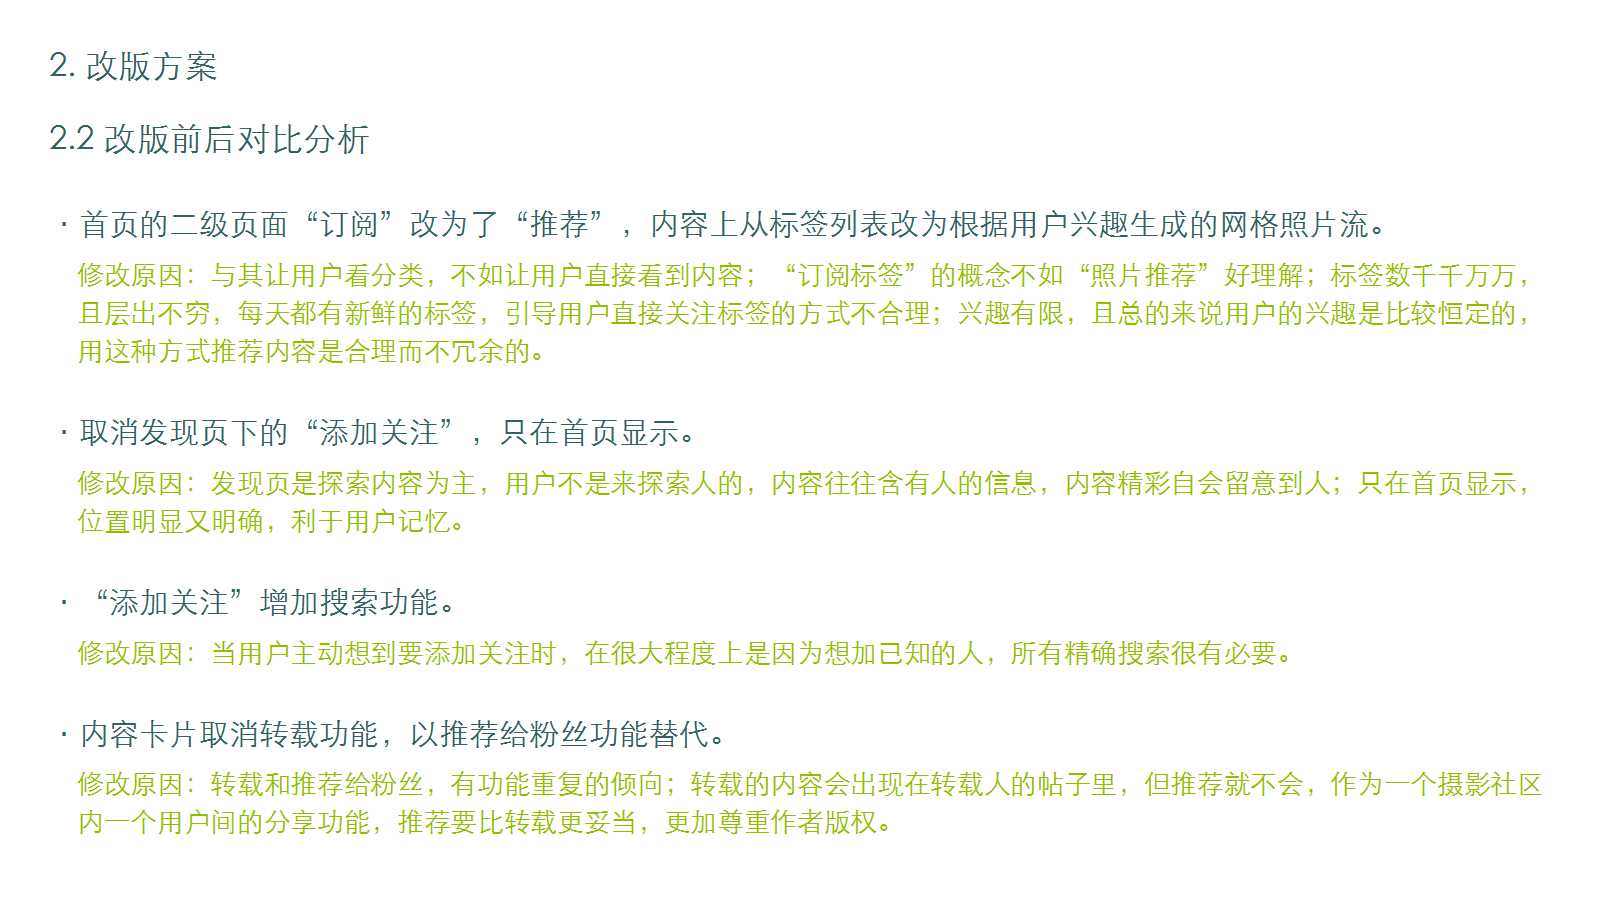 2. 改版方案
2.2 改版前后对比分析
· 首页的二级页面“订阅”改为了“推荐”，内容上从标签列表改为根据用户兴趣生成的网格照片流。
修改原因：与其让用户看分类，不如让用户直接看到内容；“订阅标签”的概念不如“照片推荐”好理解；标签数千千万万，
且层出不穷，每天都有新鲜的标签，引导用户直接关注标签的方式不合理；兴趣有限，且总的来说用户的兴趣是比较恒定的，
用这种方式推荐内容是合理而不冗余的。
· 取消发现页下的“添加关注”，只在首页显示。
修改原因：发现页是探索内容为主，用户不是来探索人的，内容往往含有人的信息，内容精彩自会留意到人；只在首页显示，
位置明显又明确，利于用户记忆。
· “添加关注”增加搜索功能。
修改原因：当用户主动想到要添加关注时，在很大程度上是因为想加已知的人，所有精确搜索很有必要。
· 内容卡片取消转载功能，以推荐给粉丝功能替代。
修改原因：转载和推荐给粉丝，有功能重复的倾向；转载的内容会出现在转载人的帖子里，但推荐就不会，作为一个摄影社区
内一个用户间的分享功能，推荐要比转载更妥当，更加尊重作者版权。